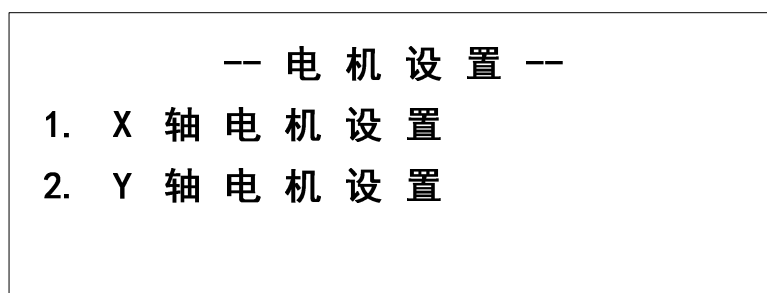 -- 电 机 设 置 --
1. X 轴 电 机 设 置
2. Y 轴 电 机 设 置